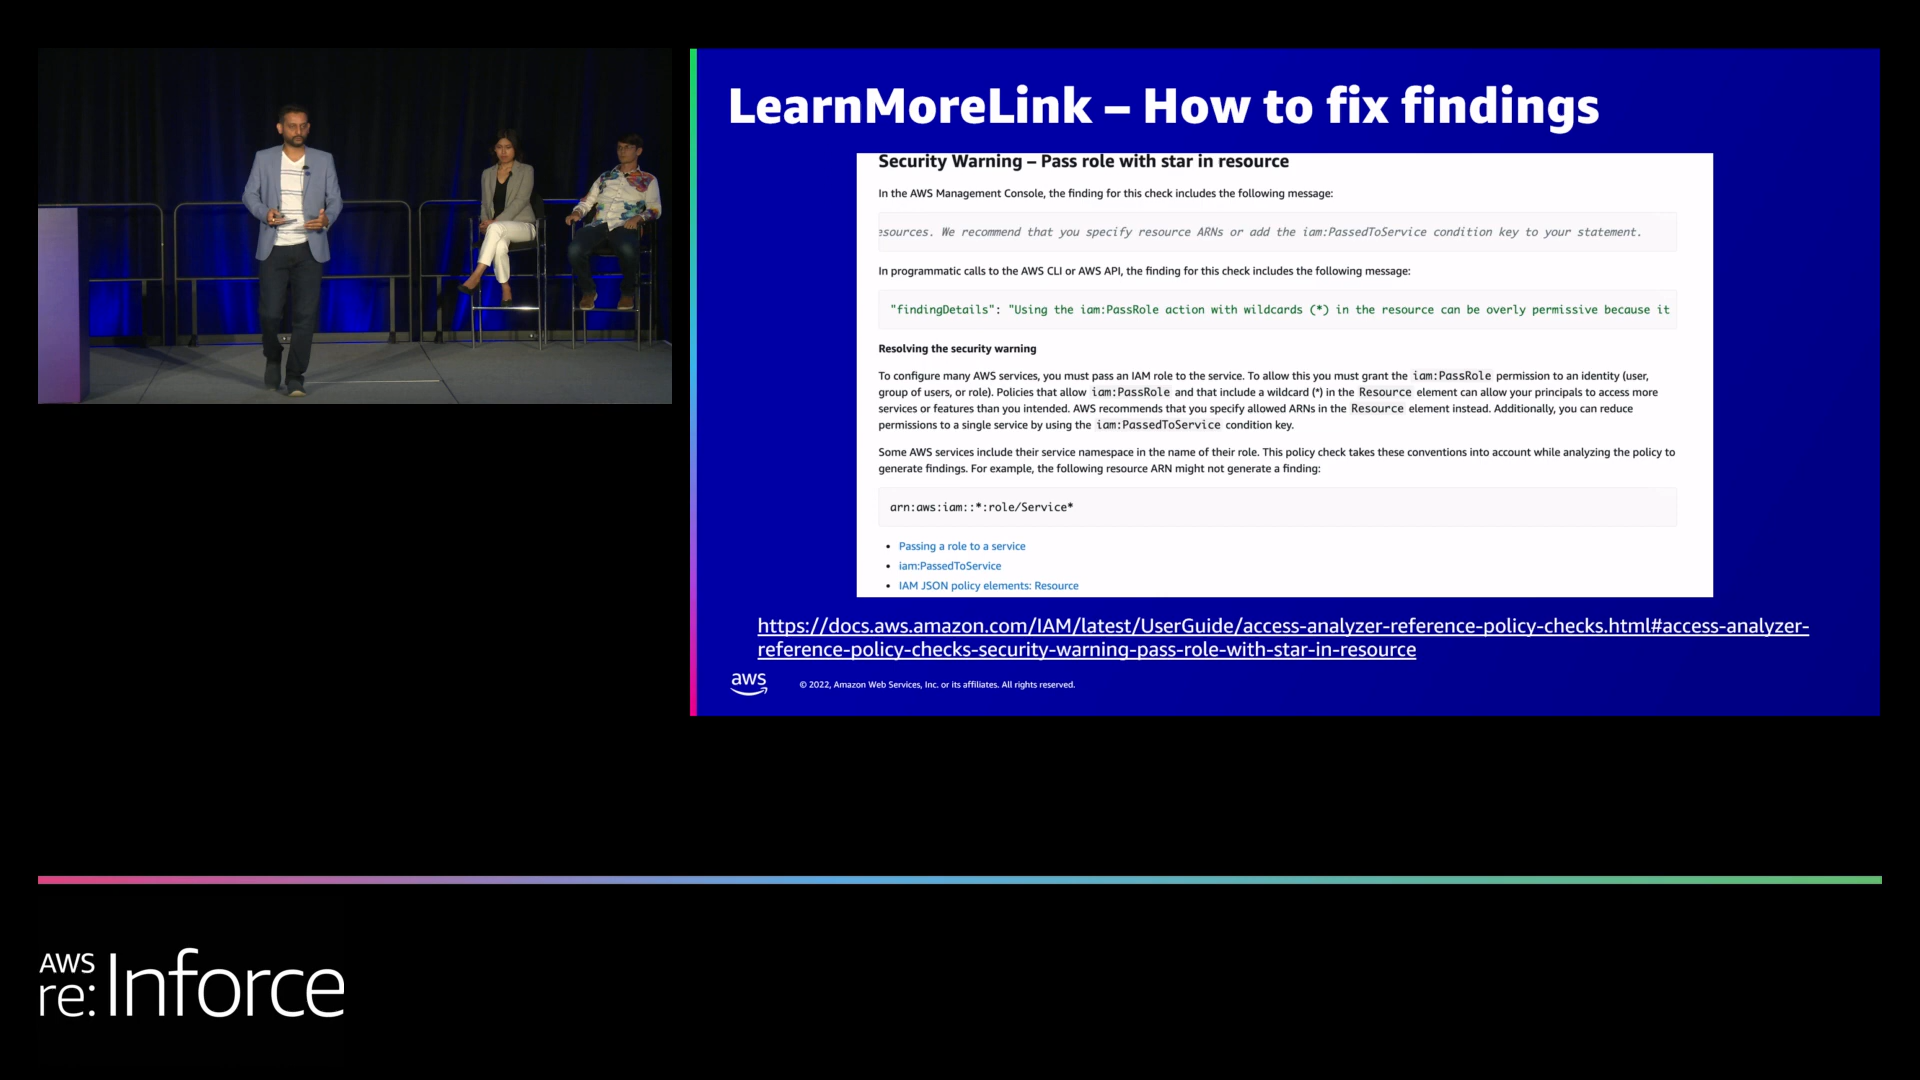 LearnMoreLink – How to fix findings
Security Warning – Pass role with star in resource
In the AWS Management Console, the finding for this check includes the following message:
esources. We recommend that you specify resource ARNs or add the iam:PassedToService condition key to your statement.
In programmatic calls to the AWS CLI or AWS API, the finding for this check includes the following message:
"findingDetails": "Using the iam:PassRole action with wildcards (*) in the resource can be overly permissive because it
Resolving the security warning
To configure many AWS services, you must pass an IAM role to the service. To allow this you must grant the iam:PassRole permission to an identity (user,
group of users, or role). Policies that allow iam:PassRole and that include a wildcard (*) in the Resource element can allow your principals to access more
services or features than you intended. AWS recommends that you specify allowed ARNs in the Resource element instead. Additionally, you can reduce
permissions to a single service by using the iam:PassedToService condition key.
Some AWS services include their service namespace in the name of their role. This policy check takes these conventions into account while analyzing the policy to
generate findings. For example, the following resource ARN might not generate a finding:
arn:aws:iam::*:role/Service*
• Passing a role to a service
• iam:PassedToService
• IAM JSON policy elements: Resource
https://docs.aws.amazon.com/IAM/latest/UserGuide/access-analyzer-reference-policy-checks.html#access-analyzer-
reference-policy-checks-security-warning-pass-role-with-star-in-resource
aws
© 2022, Amazon Web Services, Inc. or its affiliates. All rights reserved.
AWS
re:Inforce